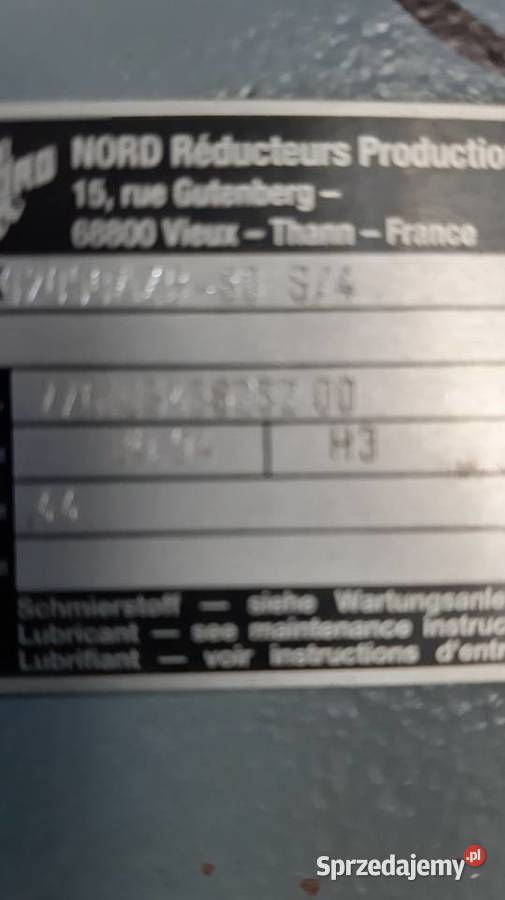 NORD
NORD Réducteurs Productio
15, rue Gutenberg –
68800 Vieux – Thann – France
S/4
00
H3
44
Schmierstoff — siehe Wartungsanle
Lubricant — see maintenance instruc
Lubrifiant — voir instructions d'entr
Sprzedajemy.pl